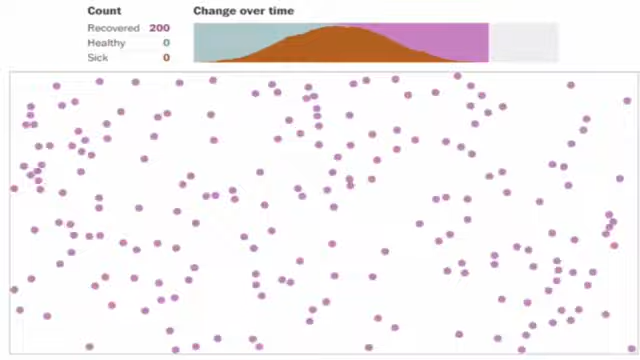 Count
Change over time
Recovered 200
Healthy 0
Sick 0